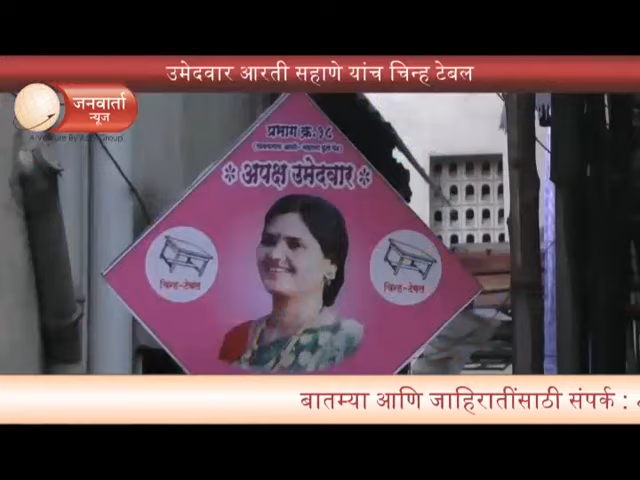 उमेदवार आरती सहाणे यांच चिन्ह टेबल
जनवार्ता
न्यूज
प्रभाग क्र. १८
* अपक्ष उमेदवार *
चिन्ह-टेबल
चिन्ह-टेबल
बातम्या आणि जाहिरातींसाठी संपर्क :